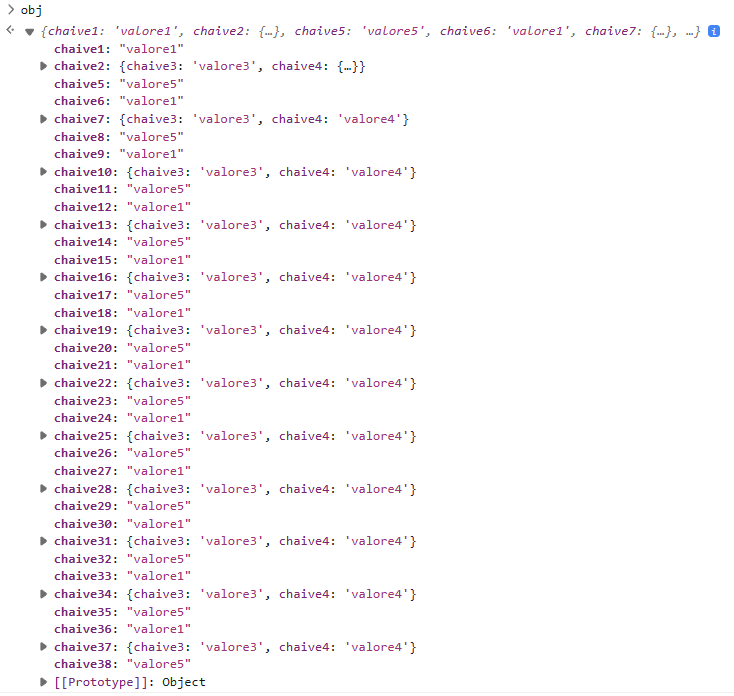 > obj
{chaive1: 'valore1', chaive2: {…}, chaive5: 'valore5', chaive6: 'valore1', chaive7: {…}, …} i
chaive1: "valore1"
chaive2: {chaive3: 'valore3', chaive4: {…}}
chaive5: "valore5"
chaive6: "valore1"
chaive7: {chaive3: 'valore3', chaive4: 'valore4'}
chaive8: "valore5"
chaive9: "valore1"
chaive10: {chaive3: 'valore3', chaive4: 'valore4'}
chaive11: "valore5"
chaive12: "valore1"
chaive13: {chaive3: 'valore3', chaive4: 'valore4'}
chaive14: "valore5"
chaive15: "valore1"
chaive16: {chaive3: 'valore3', chaive4: 'valore4'}
chaive17: "valore5"
chaive18: "valore1"
chaive19: {chaive3: 'valore3', chaive4: 'valore4'}
chaive20: "valore5"
chaive21: "valore1"
chaive22: {chaive3: 'valore3', chaive4: 'valore4'}
chaive23: "valore5"
chaive24: "valore1"
chaive25: {chaive3: 'valore3', chaive4: 'valore4'}
chaive26: "valore5"
chaive27: "valore1"
chaive28: {chaive3: 'valore3', chaive4: 'valore4'}
chaive29: "valore5"
chaive30: "valore1"
chaive31: {chaive3: 'valore3', chaive4: 'valore4'}
chaive32: "valore5"
chaive33: "valore1"
chaive34: {chaive3: 'valore3', chaive4: 'valore4'}
chaive35: "valore5"
chaive36: "valore1"
chaive37: {chaive3: 'valore3', chaive4: 'valore4'}
chaive38: "valore5"
[[Prototype]]: Object